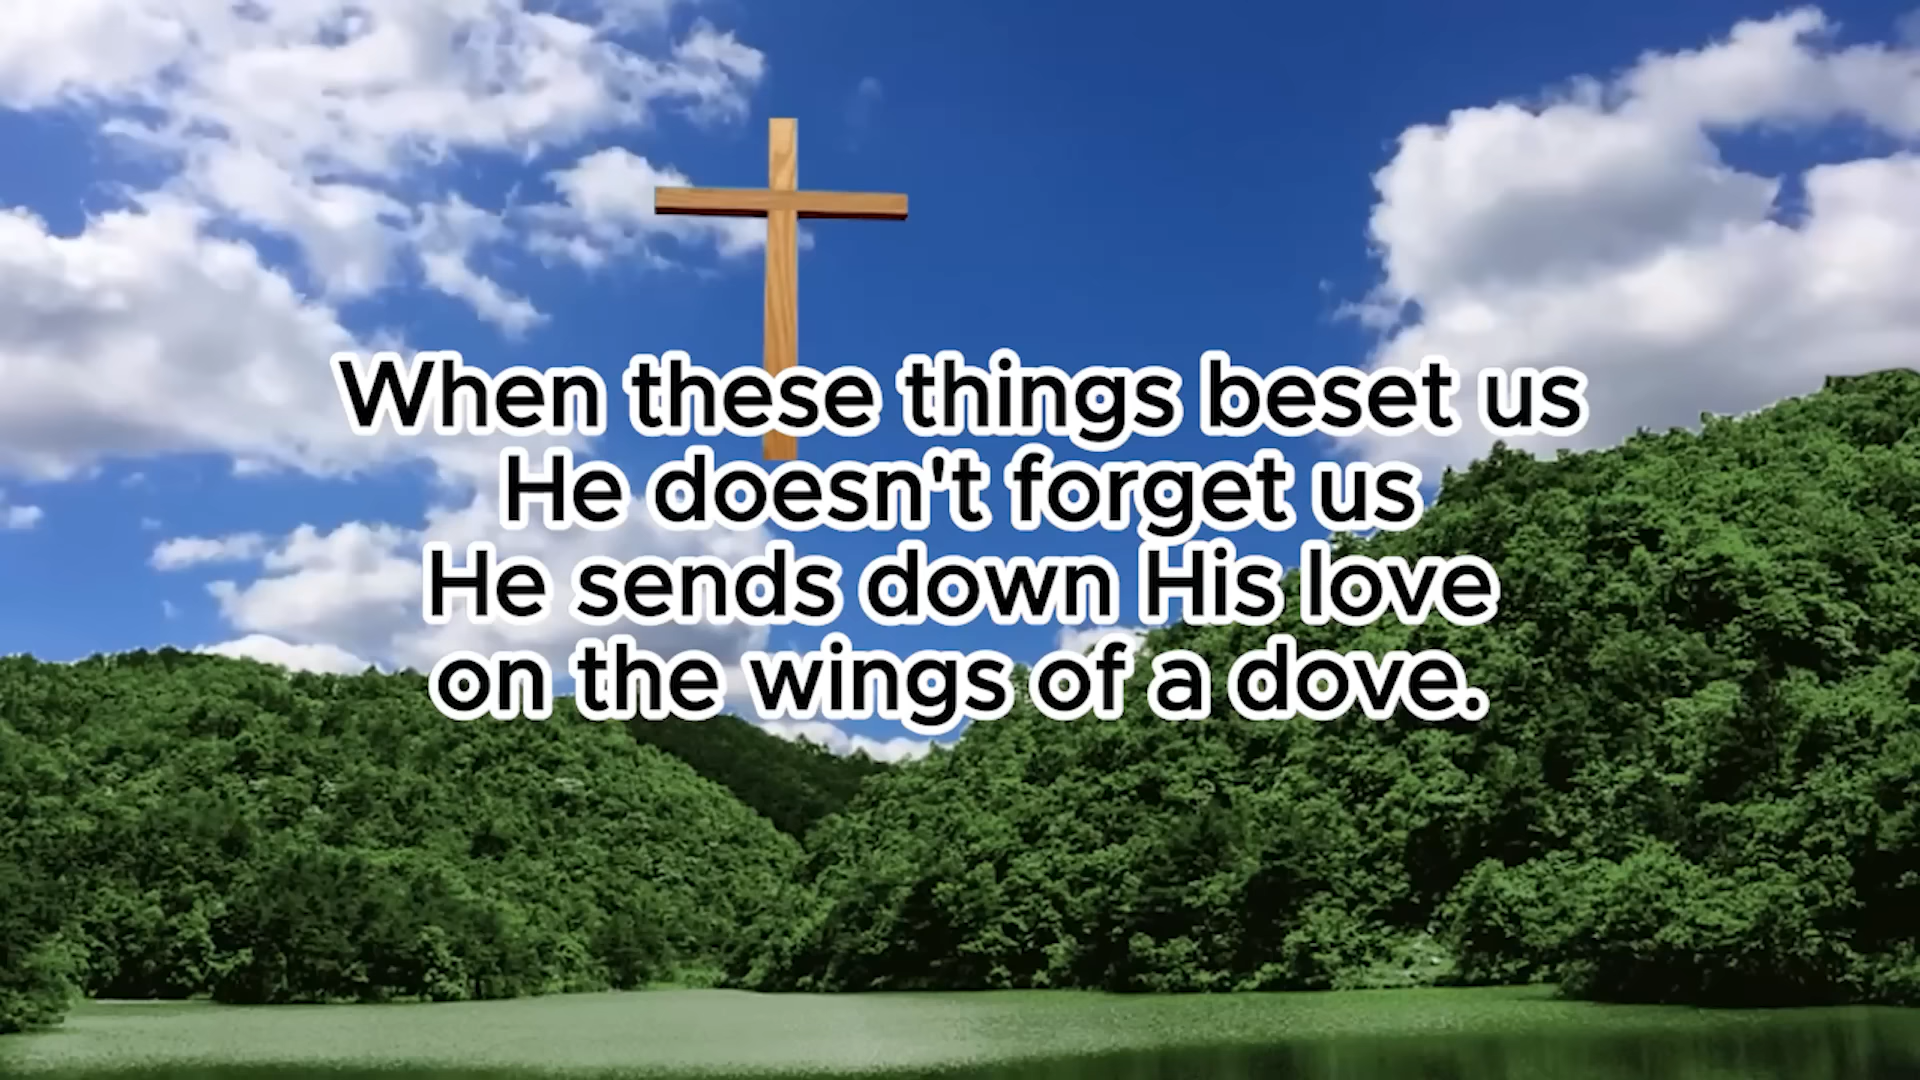 When these things beset us
He doesn't forget us
He sends down His love
on the wings of a dove.